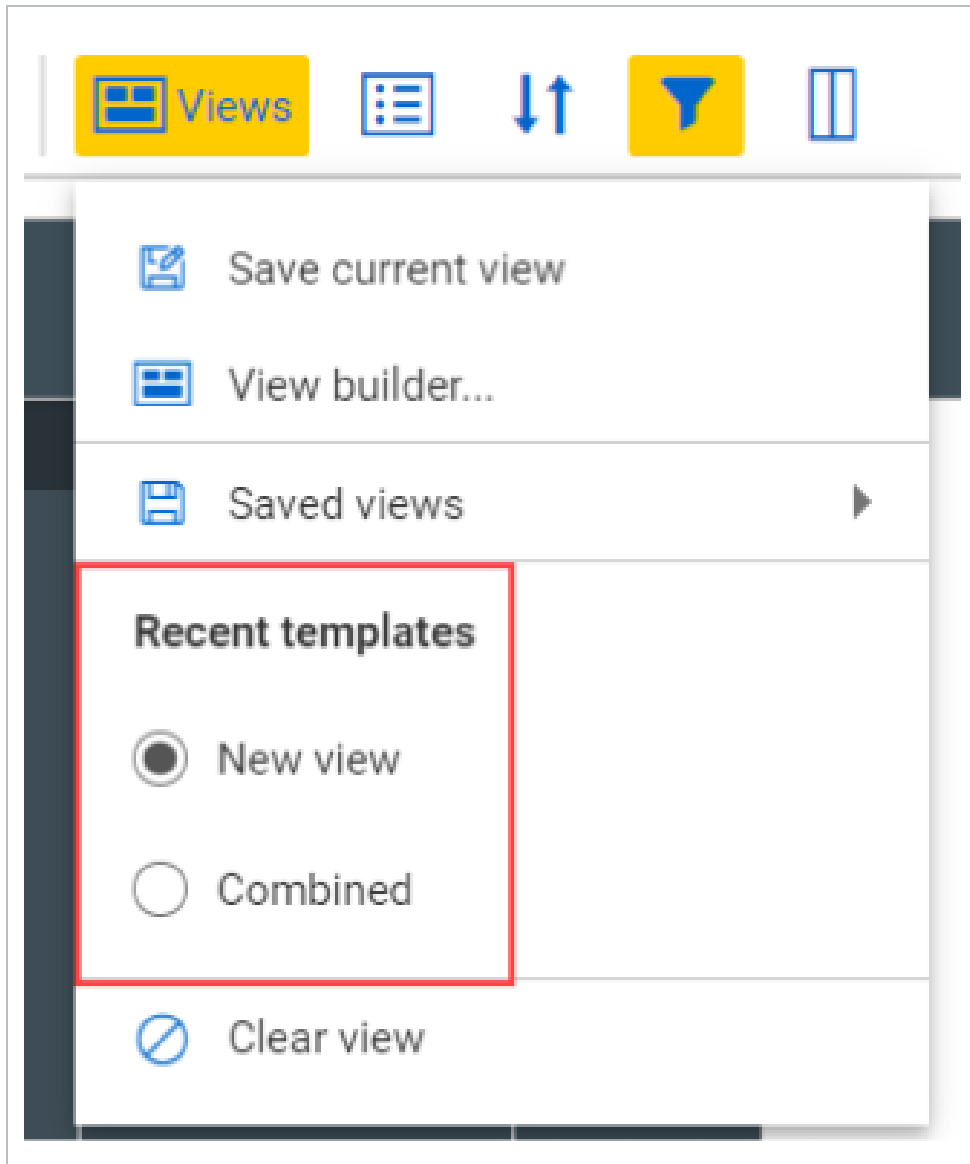 Views
Save current view
View builder...
Saved views
Recent templates
New view
Combined
Clear view